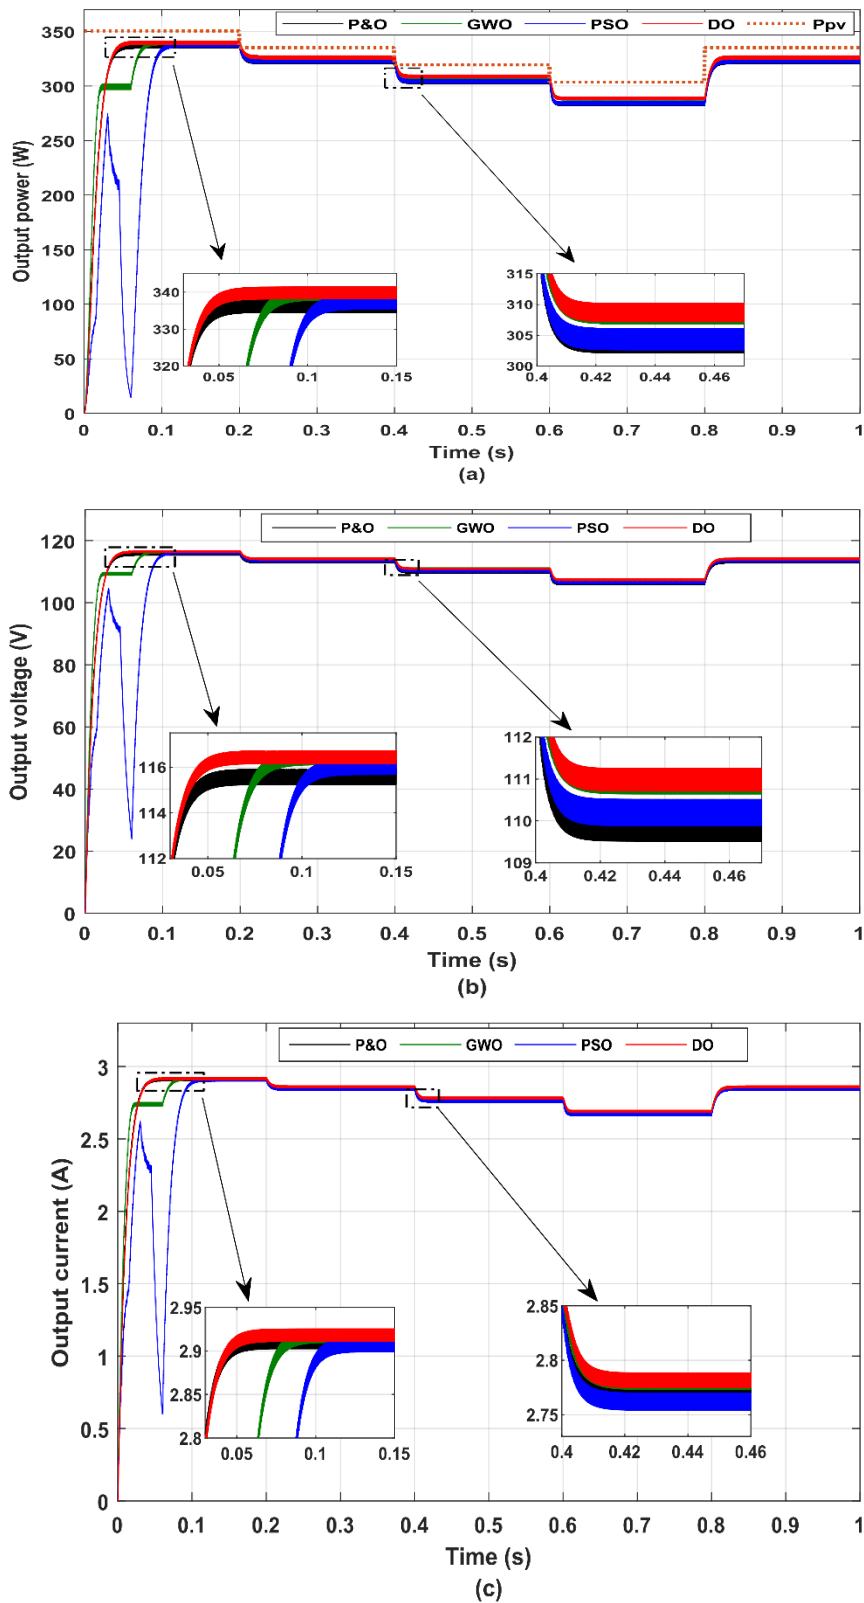 P&O GWO PSO DO Ppv
350
300
250
200
150
100
50
0
Output power (W)
340
330
320
0.05 0.1 0.15
315
310
305
300
0.4 0.42 0.44 0.46
0 0.1 0.2 0.3 0.4 0.5 0.6 0.7 0.8 0.9 1
Time (s)
(a)
P&O GWO PSO DO
120
100
80
60
40
20
0
Output voltage (V)
116
114
112
0.05 0.1 0.15
112
111
110
109
0.4 0.42 0.44 0.46
0 0.1 0.2 0.3 0.4 0.5 0.6 0.7 0.8 0.9 1
Time (s)
(b)
P&O GWO PSO DO
3
2.5
2
1.5
1
0.5
0
Output current (A)
2.95
2.9
2.85
2.8
0.05 0.1 0.15
2.85
2.8
2.75
0.4 0.42 0.44 0.46
0 0.1 0.2 0.3 0.4 0.5 0.6 0.7 0.8 0.9 1
Time (s)
(c)